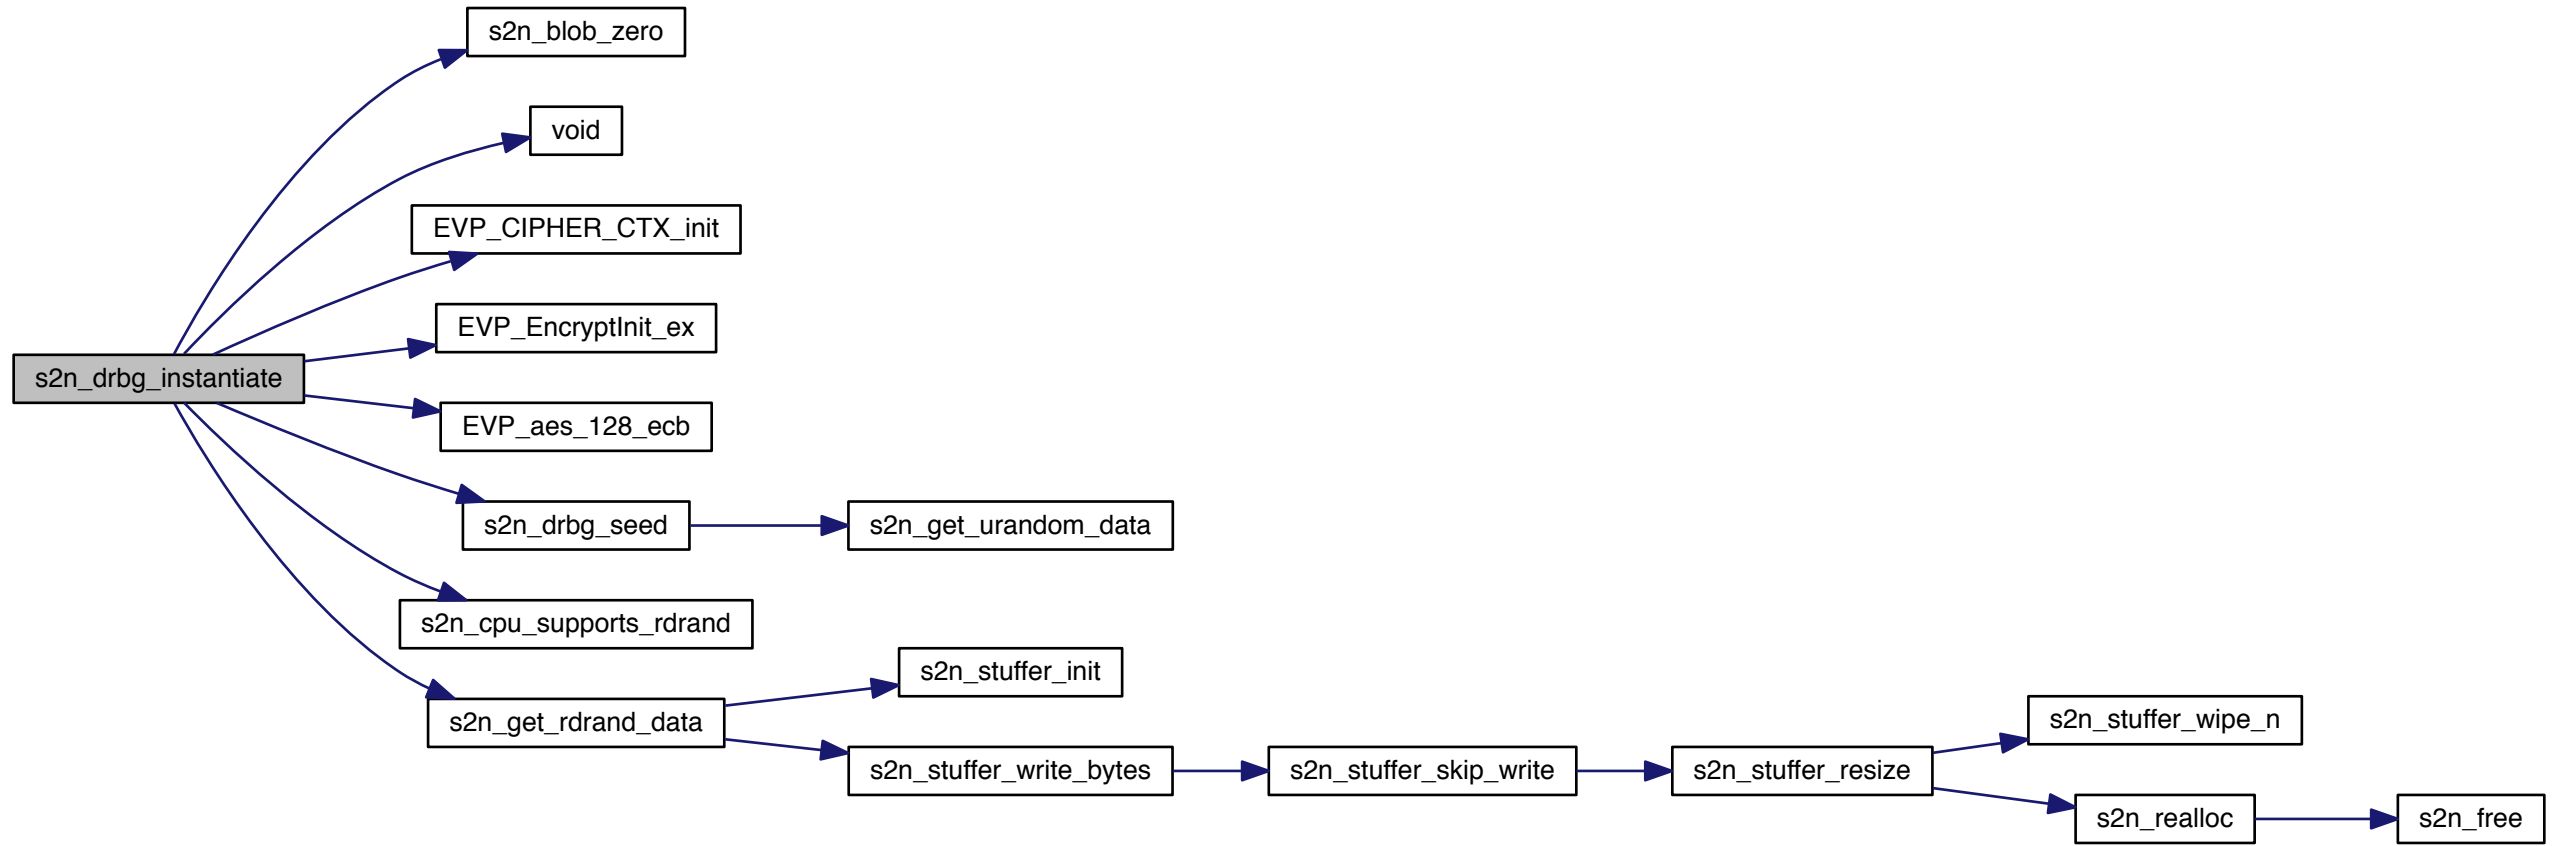 s2n_blob_zero
void
EVP_CIPHER_CTX_init
EVP_EncryptInit_ex
s2n_drbg_instantiate
EVP_aes_128_ecb
s2n_drbg_seed
s2n_get_urandom_data
s2n_cpu_supports_rdrand
s2n_stuffer_init
s2n_get_rdrand_data
s2n_stuffer_wipe_n
s2n_stuffer_write_bytes
s2n_stuffer_skip_write
s2n_stuffer_resize
s2n_realloc
s2n_free